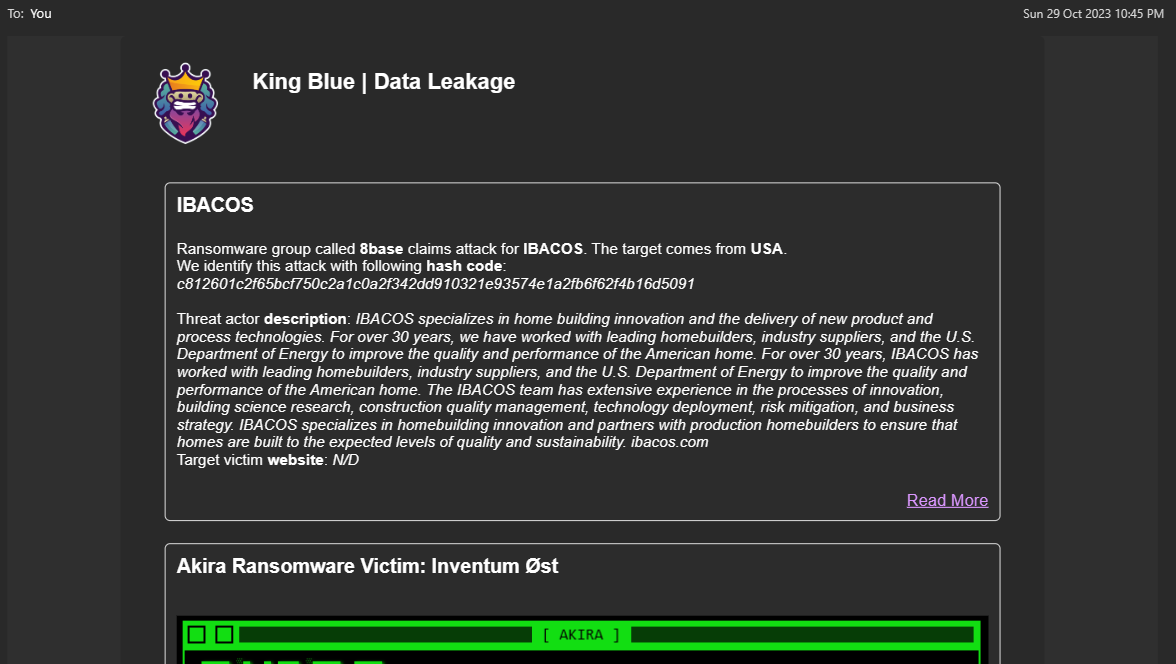 To: You
Sun 29 Oct 2023 10:45 PM
King Blue | Data Leakage
IBACOS
Ransomware group called 8base claims attack for IBACOS. The target comes from USA.
We identify this attack with following hash code:
c812601c2f65bcf750c2a1c0a2f342dd910321e93574e1a2fb6f62f4b16d5091
Threat actor description: IBACOS specializes in home building innovation and the delivery of new product and
process technologies. For over 30 years, we have worked with leading homebuilders, industry suppliers, and the U.S.
Department of Energy to improve the quality and performance of the American home. For over 30 years, IBACOS has
worked with leading homebuilders, industry suppliers, and the U.S. Department of Energy to improve the quality and
performance of the American home. The IBACOS team has extensive experience in the processes of innovation,
building science research, construction quality management, technology deployment, risk mitigation, and business
strategy. IBACOS specializes in homebuilding innovation and partners with production homebuilders to ensure that
homes are built to the expected levels of quality and sustainability. ibacos.com
Target victim website: N/D
Read More
Akira Ransomware Victim: Inventum Øst
[ AKIRA ]